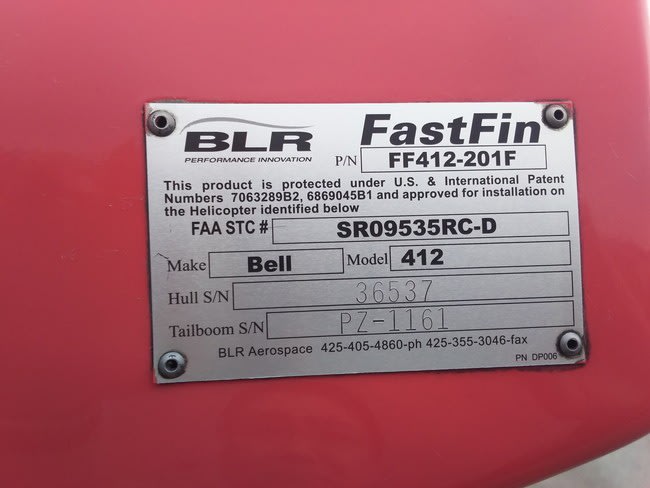 BLR
PERFORMANCE INNOVATION
FastFin
P/N FF412-201F
This product is protected under U.S. & International Patent
Numbers 7063289B2, 6869045B1 and approved for installation on
the Helicopter identified below
FAA STC # SR09535RC-D
Make Bell Model 412
Hull S/N 36537
Tailboom S/N PZ-1161
BLR Aerospace 425-405-4860-ph 425-355-3046-fax
PN DP006